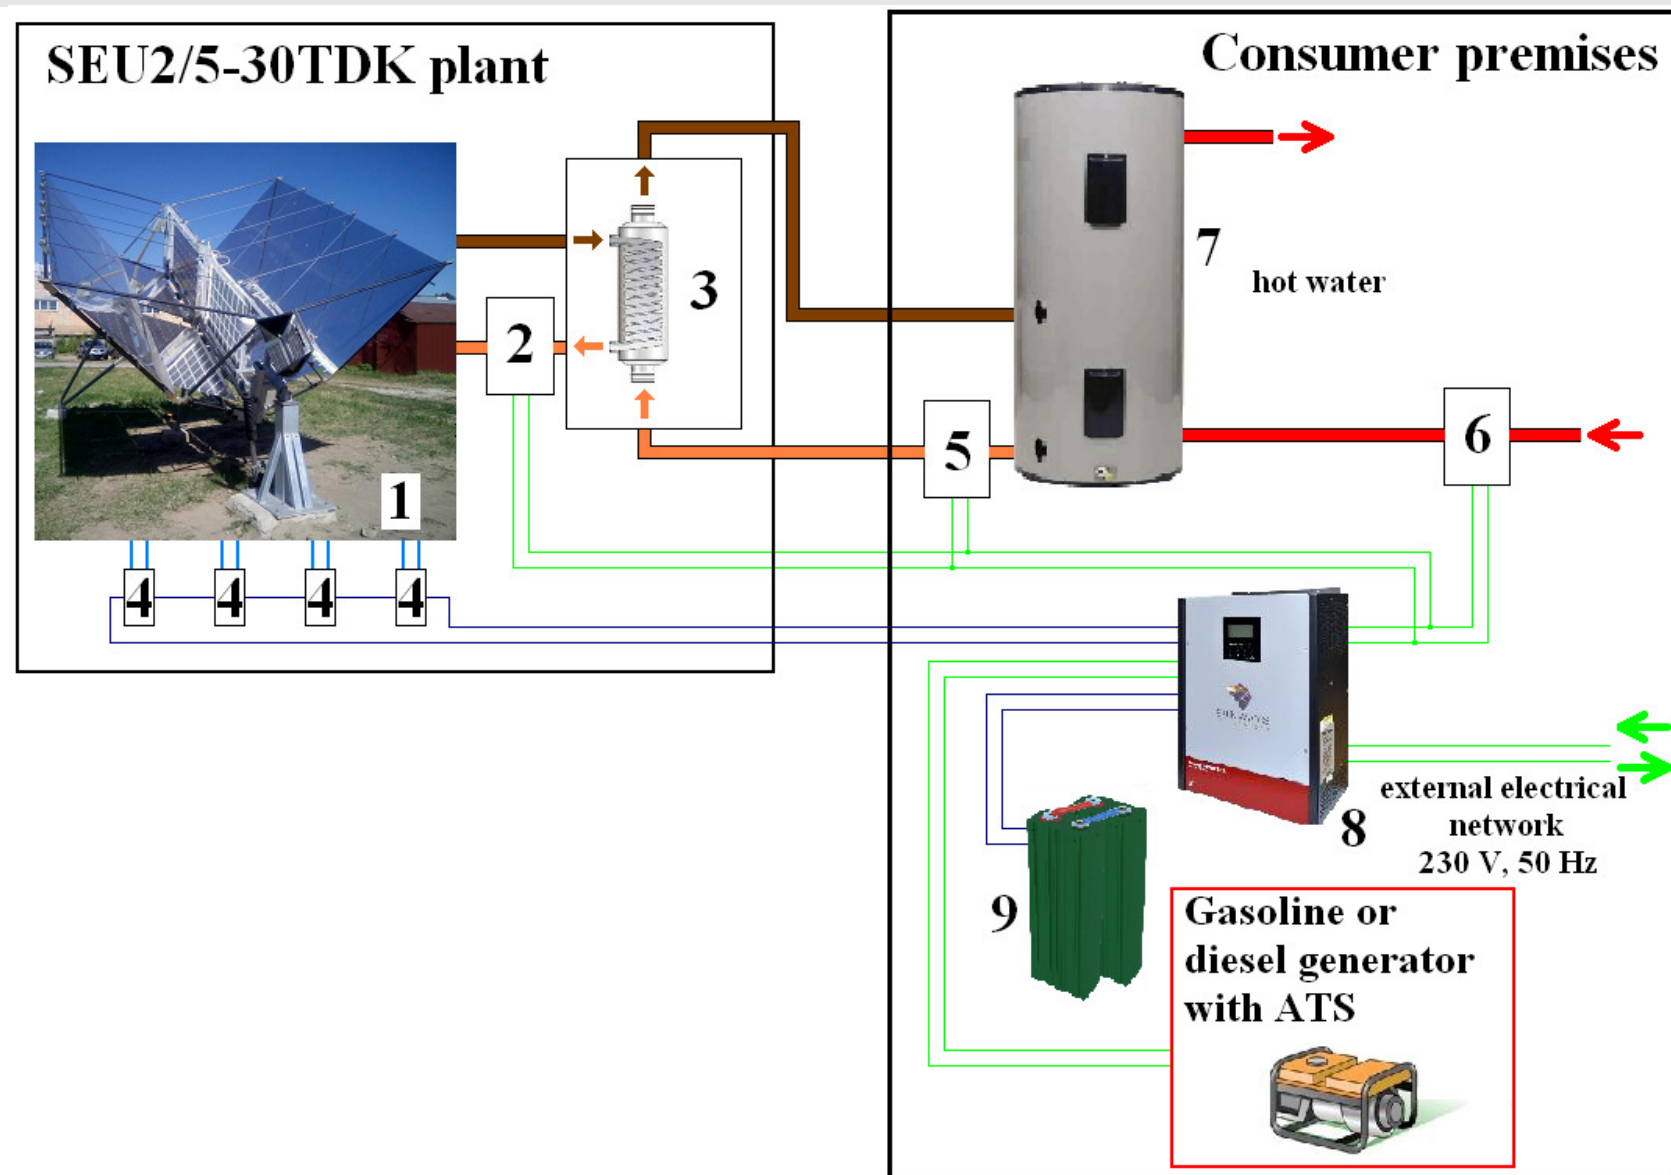 SEU2/5-30TDK plant
Consumer premises
1
2
3
4
4
4
4
5
6
7
hot water
8
external electrical
network
230 V, 50 Hz
9
Gasoline or
diesel generator
with ATS